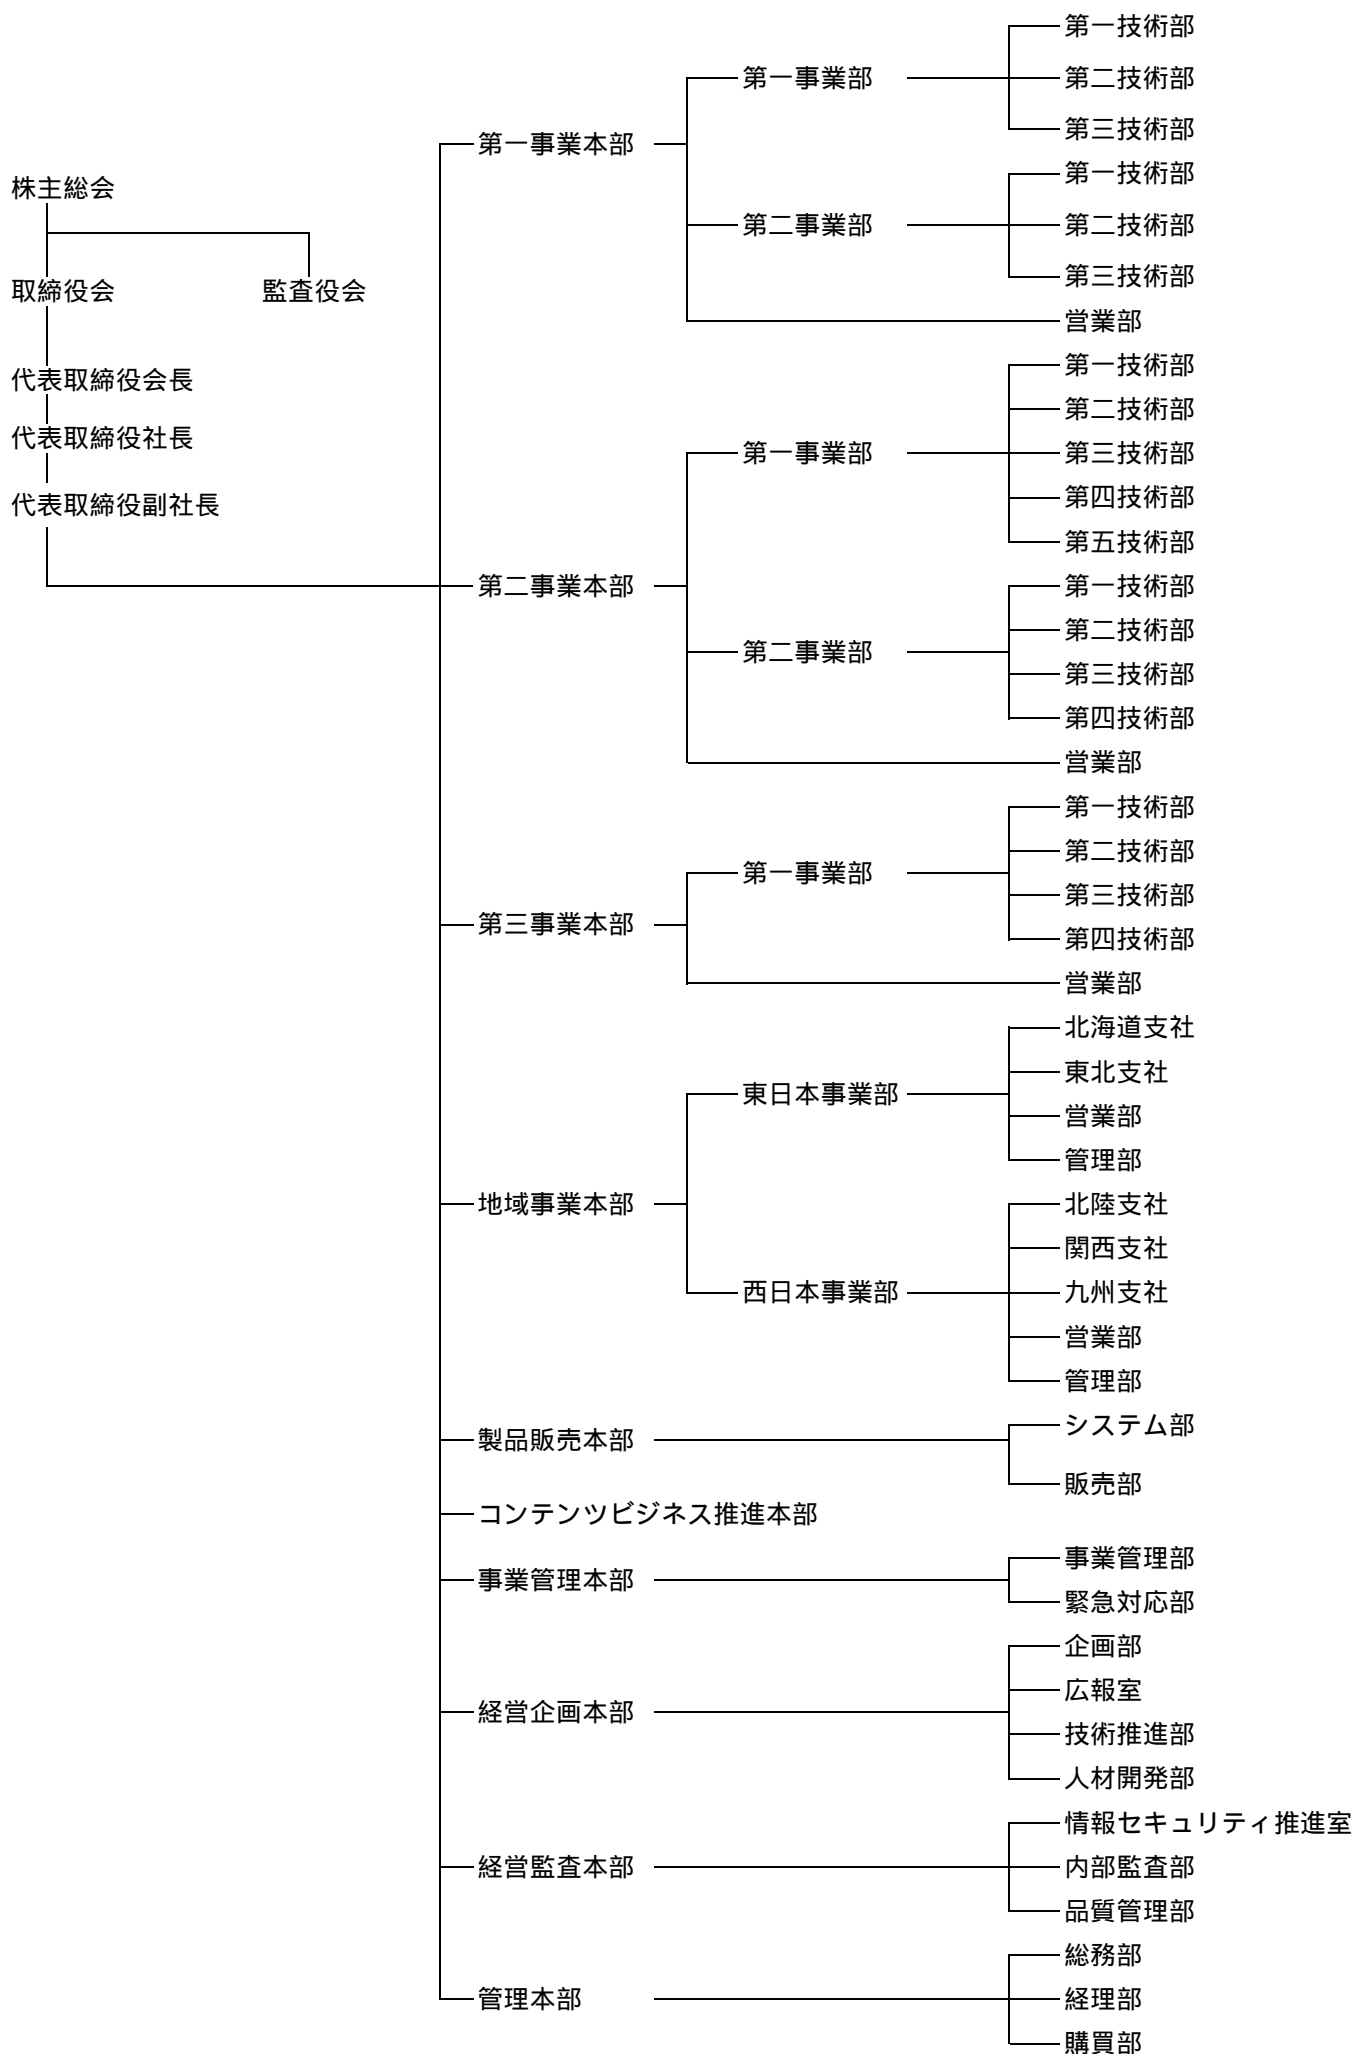 株主総会
取締役会
監査役会
代表取締役会長
代表取締役社長
代表取締役副社長
第一事業本部
第一事業部
第一技術部
第二技術部
第三技術部
第二事業部
第一技術部
第二技術部
第三技術部
営業部
第二事業本部
第一事業部
第一技術部
第二技術部
第三技術部
第四技術部
第五技術部
第二事業部
第一技術部
第二技術部
第三技術部
第四技術部
営業部
第三事業本部
第一事業部
第一技術部
第二技術部
第三技術部
第四技術部
営業部
地域事業本部
東日本事業部
北海道支社
東北支社
営業部
管理部
西日本事業部
北陸支社
関西支社
九州支社
営業部
管理部
製品販売本部
システム部
販売部
コンテンツビジネス推進本部
事業管理本部
事業管理部
緊急対応部
経営企画本部
企画部
広報室
技術推進部
人材開発部
経営監査本部
情報セキュリティ推進室
内部監査部
品質管理部
管理本部
総務部
経理部
購買部